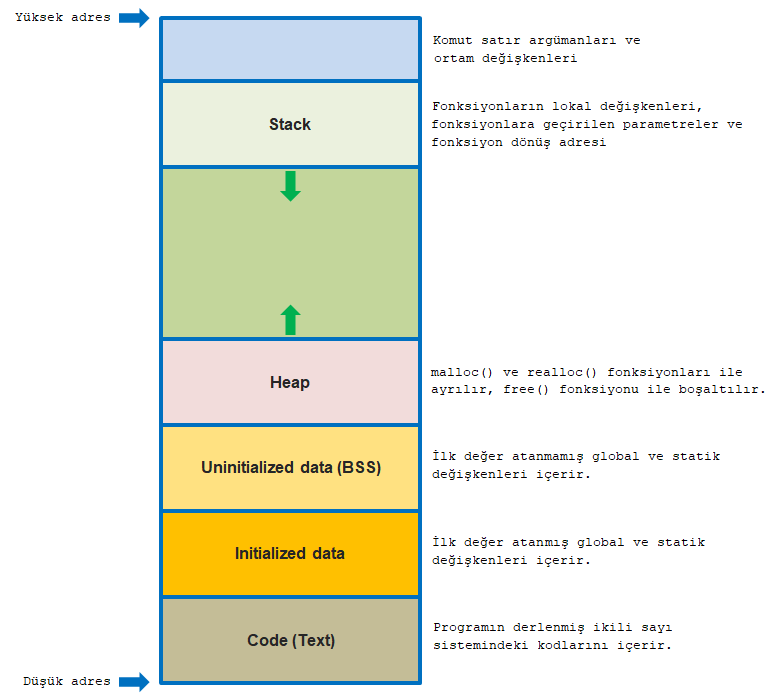 Yüksek adres
Komut satır argümanları ve
ortam değişkenleri
Stack
Fonksiyonların lokal değişkenleri,
fonksiyonlara geçirilen parametreler ve
fonksiyon dönüş adresi
Heap
malloc() ve realloc() fonksiyonları ile
ayrılır, free() fonksiyonu ile boşaltılır.
Uninitialized data (BSS)
İlk değer atanmamış global ve statik
değişkenleri içerir.
Initialized data
İlk değer atanmış global ve statik
değişkenleri içerir.
Code (Text)
Programın derlenmiş ikili sayı
sistemindeki kodlarını içerir.
Düşük adres